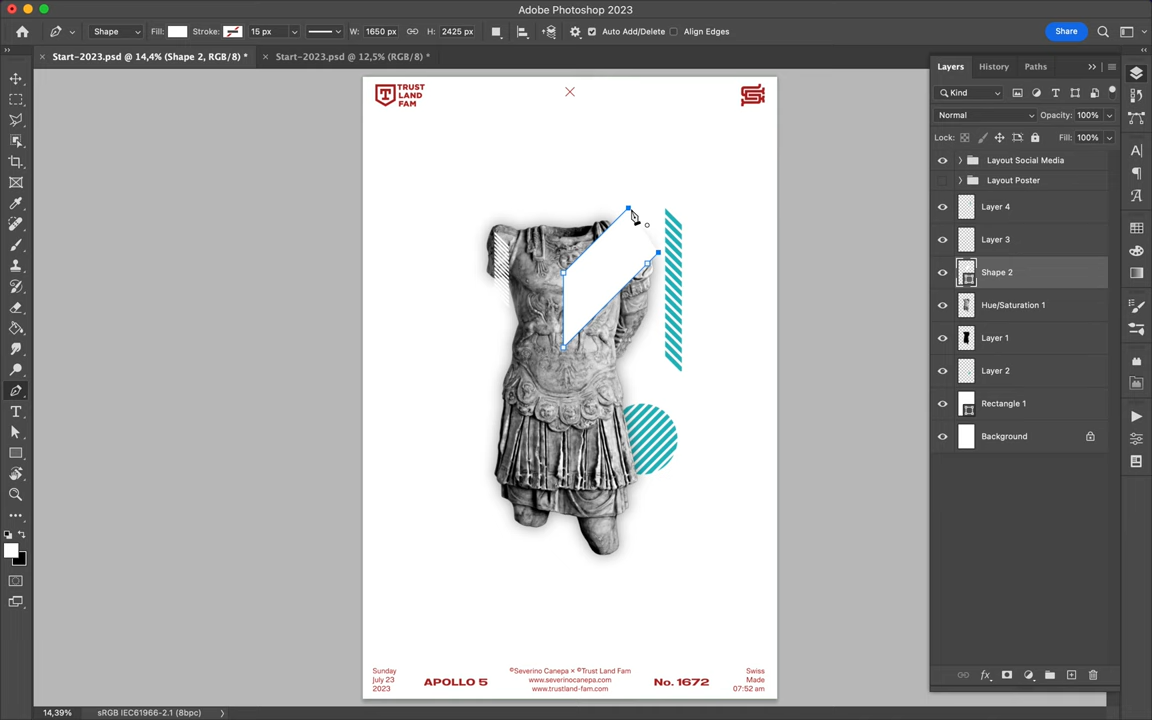 Adobe Photoshop 2023
Shape
Fill:
Stroke:
15 px
W: 1650 px
H: 2425 px
Auto Add/Delete
Align Edges
Share
Start-2023.psd @ 14,4% (Shape 2, RGB/8) *
Start-2023.psd @ 12,5% (RGB/8) *
TRUST
LAND
FAM
Layers
History
Paths
Kind
Normal
Opacity: 100%
Lock:
Fill: 100%
Layout Social Media
Layout Poster
Layer 4
Layer 3
Shape 2
Hue/Saturation 1
Layer 1
Layer 2
Rectangle 1
Background
Sunday
July 23
2023
APOLLO 5
©Severino Canepa × ©Trust Land Fam
www.severinocanepa.com
www.trustland-fam.com
No. 1672
Swiss
Made
07:52 am
14,39%
sRGB IEC61966-2.1 (8bpc)